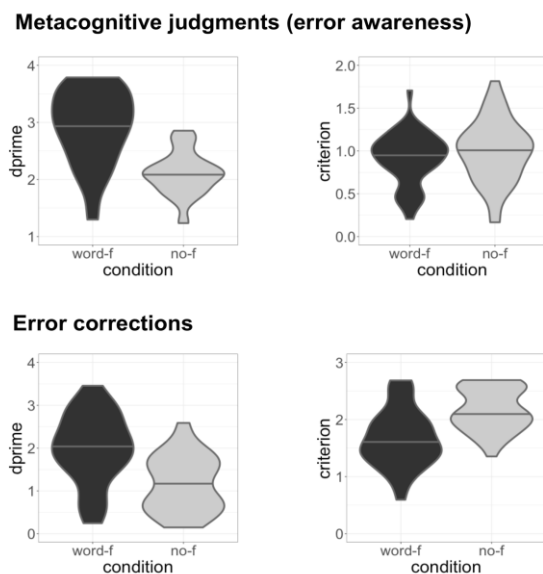 Metacognitive judgments (error awareness)
4
3
2
1
dprime
word-f no-f
condition
2.0
1.5
1.0
0.5
0.0
criterion
word-f no-f
condition
Error corrections
4
3
2
1
0
dprime
word-f no-f
condition
3
2
1
0
criterion
word-f no-f
condition